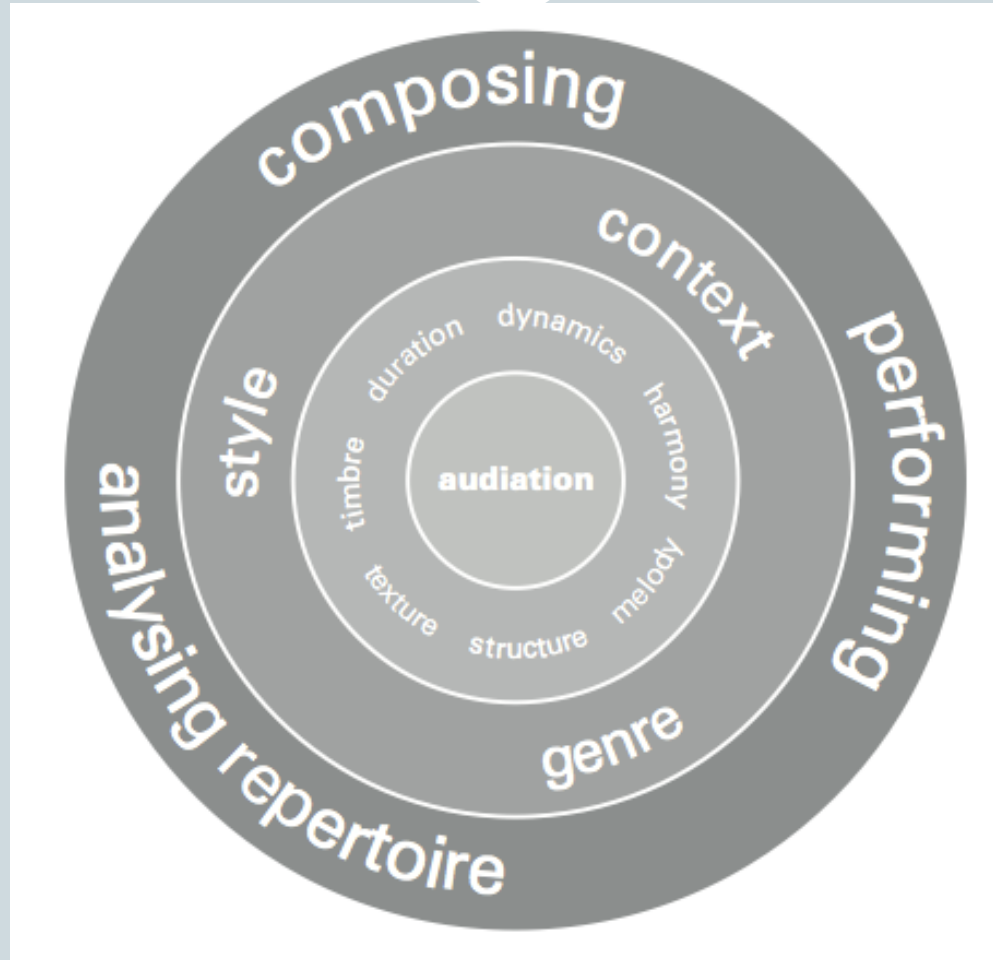 composing
performing
analysing repertoire
context
style
genre
duration
dynamics
harmony
melody
structure
texture
timbre
audiation